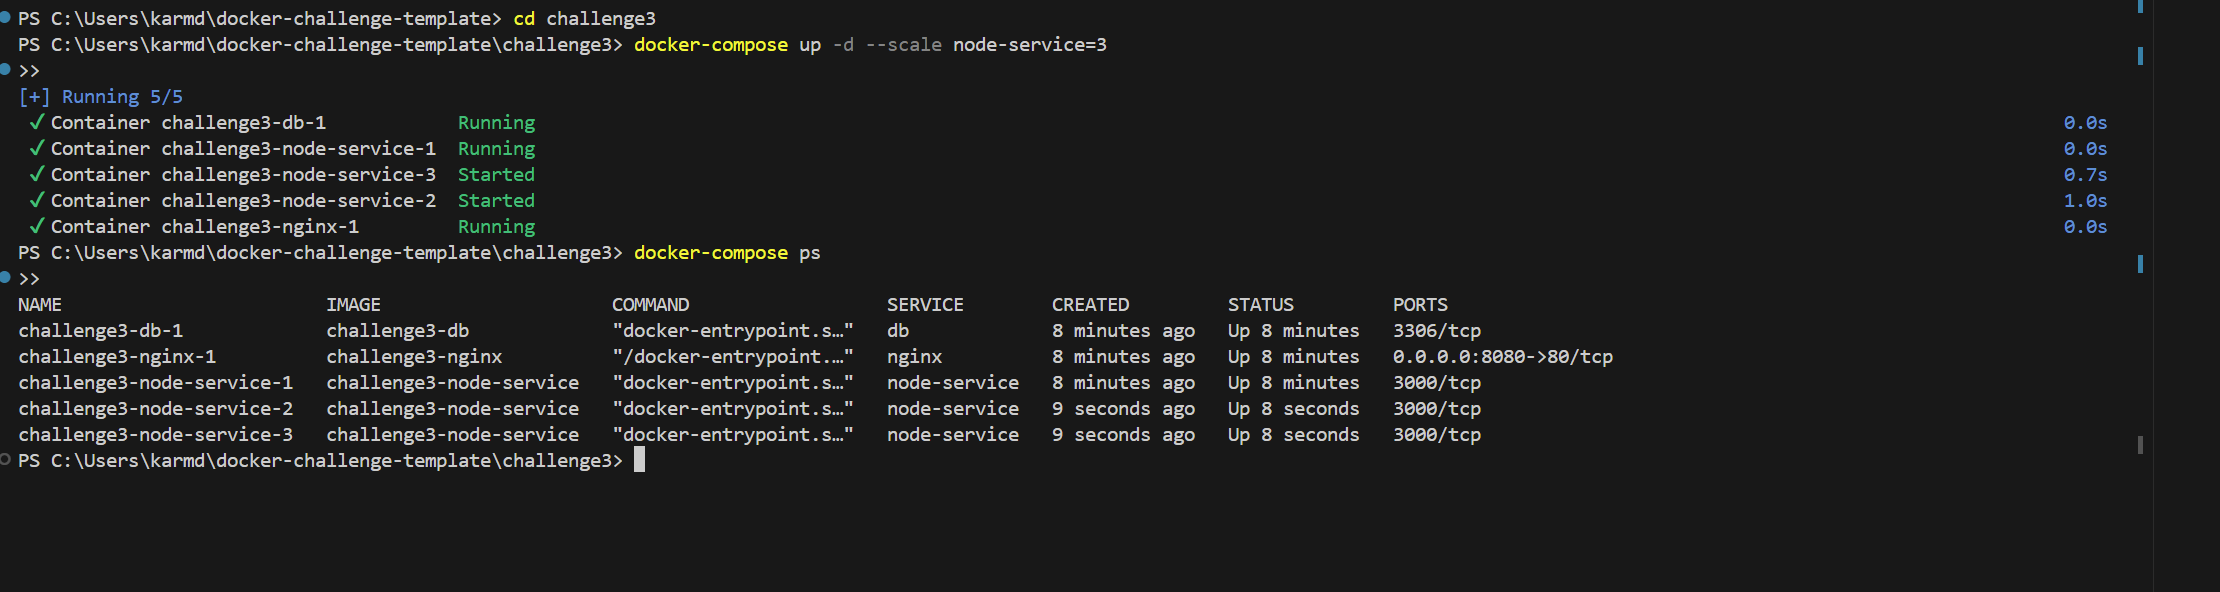 PS C:\Users\karmd\docker-challenge-template> cd challenge3
PS C:\Users\karmd\docker-challenge-template\challenge3> docker-compose up -d --scale node-service=3
>>
[+] Running 5/5
✓ Container challenge3-db-1 Running 0.0s
✓ Container challenge3-node-service-1 Running 0.0s
✓ Container challenge3-node-service-3 Started 0.7s
✓ Container challenge3-node-service-2 Started 1.0s
✓ Container challenge3-nginx-1 Running 0.0s
PS C:\Users\karmd\docker-challenge-template\challenge3> docker-compose ps
>>
NAME IMAGE COMMAND SERVICE CREATED STATUS PORTS
challenge3-db-1 challenge3-db "docker-entrypoint.s…" db 8 minutes ago Up 8 minutes 3306/tcp
challenge3-nginx-1 challenge3-nginx "/docker-entrypoint.…" nginx 8 minutes ago Up 8 minutes 0.0.0.0:8080->80/tcp
challenge3-node-service-1 challenge3-node-service "docker-entrypoint.s…" node-service 8 minutes ago Up 8 minutes 3000/tcp
challenge3-node-service-2 challenge3-node-service "docker-entrypoint.s…" node-service 9 seconds ago Up 8 seconds 3000/tcp
challenge3-node-service-3 challenge3-node-service "docker-entrypoint.s…" node-service 9 seconds ago Up 8 seconds 3000/tcp
PS C:\Users\karmd\docker-challenge-template\challenge3>